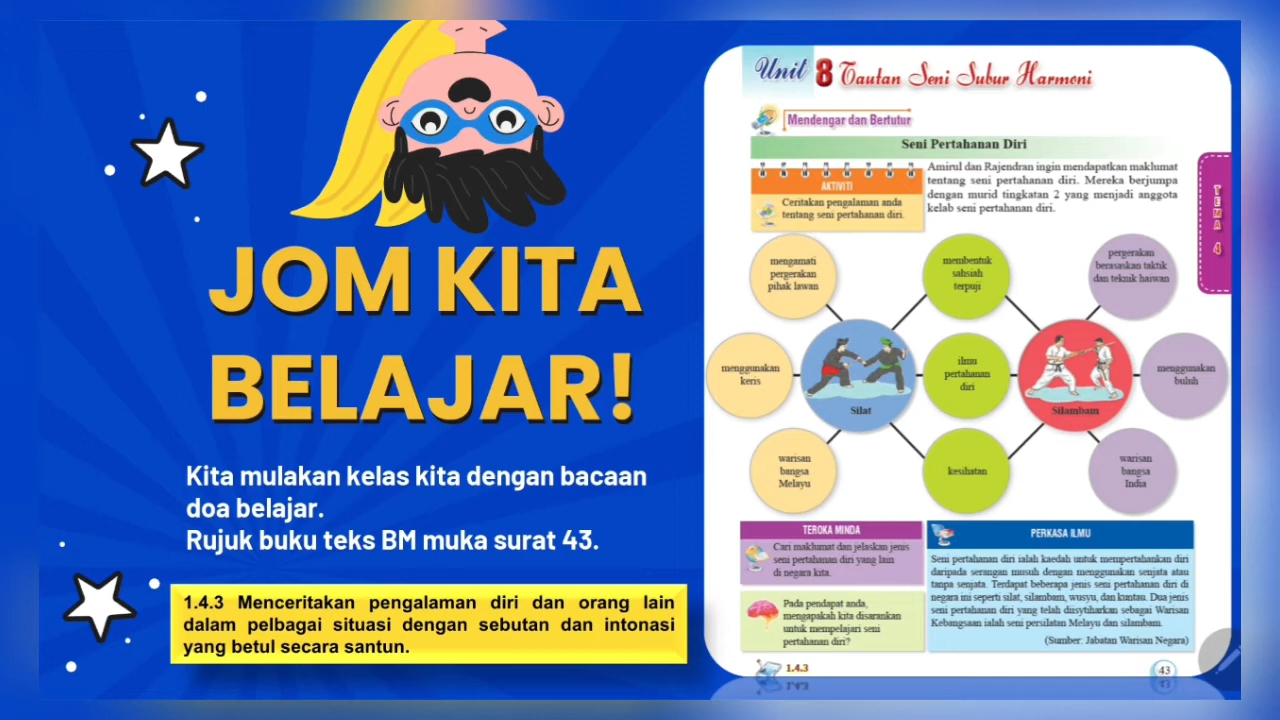 JOM KITA
BELAJAR!
Kita mulakan kelas kita dengan bacaan
doa belajar.
Rujuk buku teks BM muka surat 43.
1.4.3 Menceritakan pengalaman diri dan orang lain
dalam pelbagai situasi dengan sebutan dan intonasi
yang betul secara santun.
Unit 8 Tautan Seni Subur Harmoni
Mendengar dan Bertutur
Seni Pertahanan Diri
AKTIVITI
Ceritakan pengalaman anda
tentang seni pertahanan diri.
Amirul dan Rajendran ingin mendapatkan maklumat
tentang seni pertahanan diri. Mereka berjumpa
dengan murid tingkatan 2 yang menjadi anggota
kelab seni pertahanan diri.
TEMA 4
mengamati
pergerakan
pihak lawan
membentuk
sahsiah
terpuji
pergerakan
berasaskan taktik
dan teknik haiwan
menggunakan
keris
Silat
ilmu
pertahanan
diri
Silambam
menggunakan
buluh
warisan
bangsa
Melayu
kesihatan
warisan
bangsa
India
TEROKA MINDA
Cari maklumat dan jelaskan jenis
seni pertahanan diri yang lain
di negara kita.
Pada pendapat anda,
mengapakah kita disarankan
untuk mempelajari seni
pertahanan diri?
PERKASA ILMU
Seni pertahanan diri ialah kaedah untuk mempertahankan diri
daripada serangan musuh dengan menggunakan senjata atau
tanpa senjata. Terdapat beberapa jenis seni pertahanan diri di
negara ini seperti silat, silambam, wusyu, dan kuntau. Dua jenis
seni pertahanan diri yang telah diisytiharkan sebagai Warisan
Kebangsaan ialah seni persilatan Melayu dan silambam.
(Sumber: Jabatan Warisan Negara)
1.4.3
43